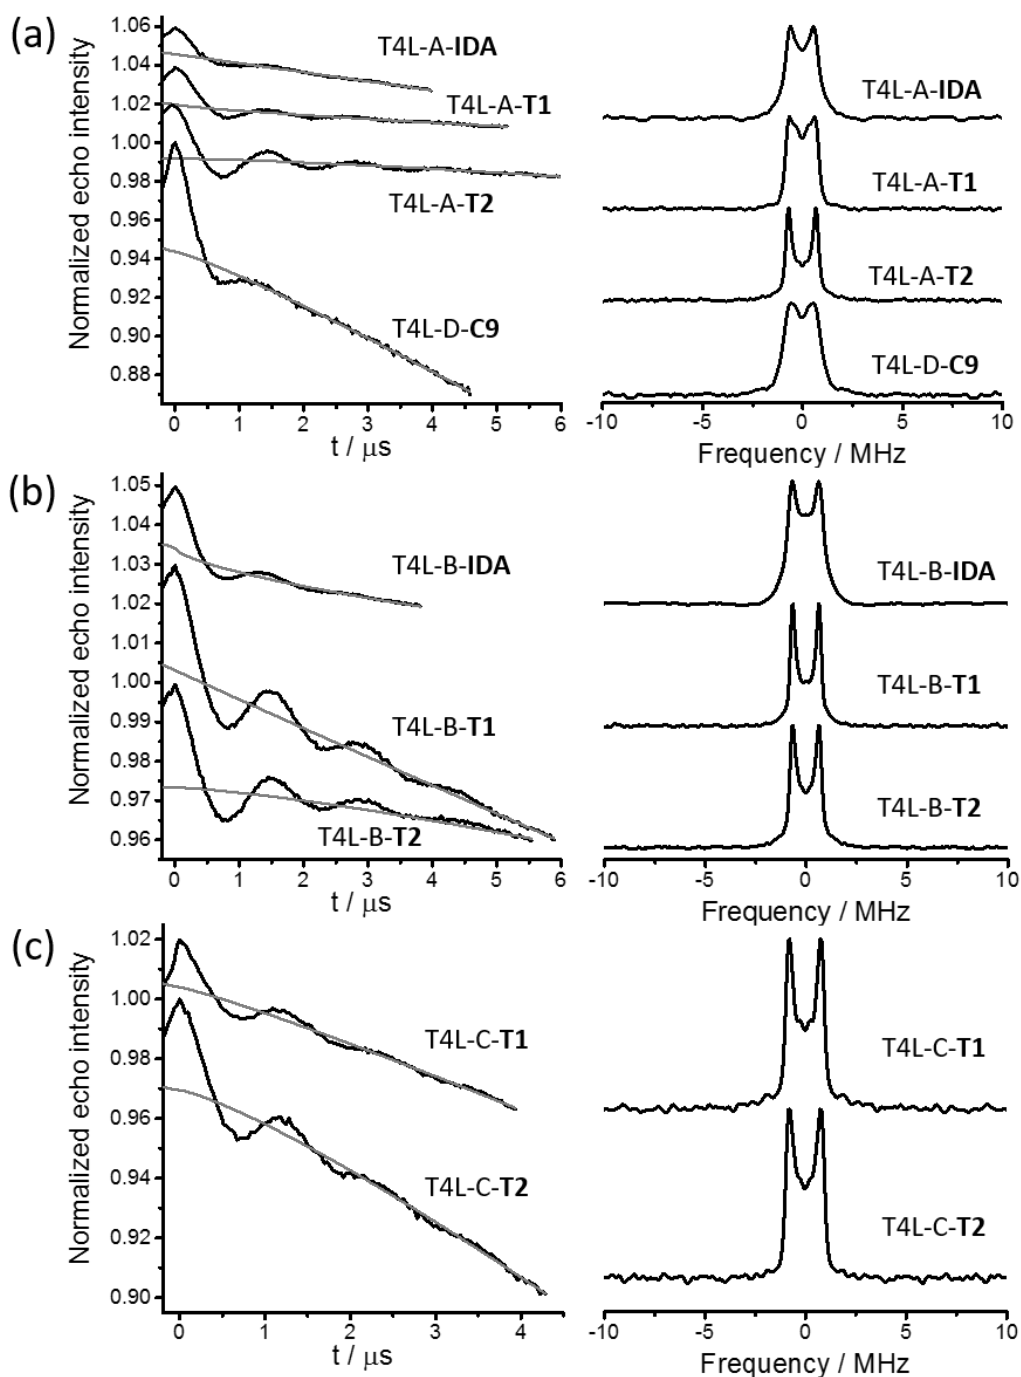 (a)
Normalized echo intensity
1.06
1.04
1.02
1.00
0.98
0.96
0.94
0.92
0.90
0.88
T4L-A-IDA
T4L-A-T1
T4L-A-T2
T4L-D-C9
0 1 2 3 4 5 6
t / μs
T4L-A-IDA
T4L-A-T1
T4L-A-T2
T4L-D-C9
-10 -5 0 5 10
Frequency / MHz
(b)
Normalized echo intensity
1.05
1.04
1.03
1.02
1.01
1.00
0.99
0.98
0.97
0.96
T4L-B-IDA
T4L-B-T1
T4L-B-T2
0 1 2 3 4 5 6
t / μs
T4L-B-IDA
T4L-B-T1
T4L-B-T2
-10 -5 0 5 10
Frequency / MHz
(c)
Normalized echo intensity
1.02
1.00
0.98
0.96
0.94
0.92
0.90
T4L-C-T1
T4L-C-T2
0 1 2 3 4
t / μs
T4L-C-T1
T4L-C-T2
-10 -5 0 5 10
Frequency / MHz